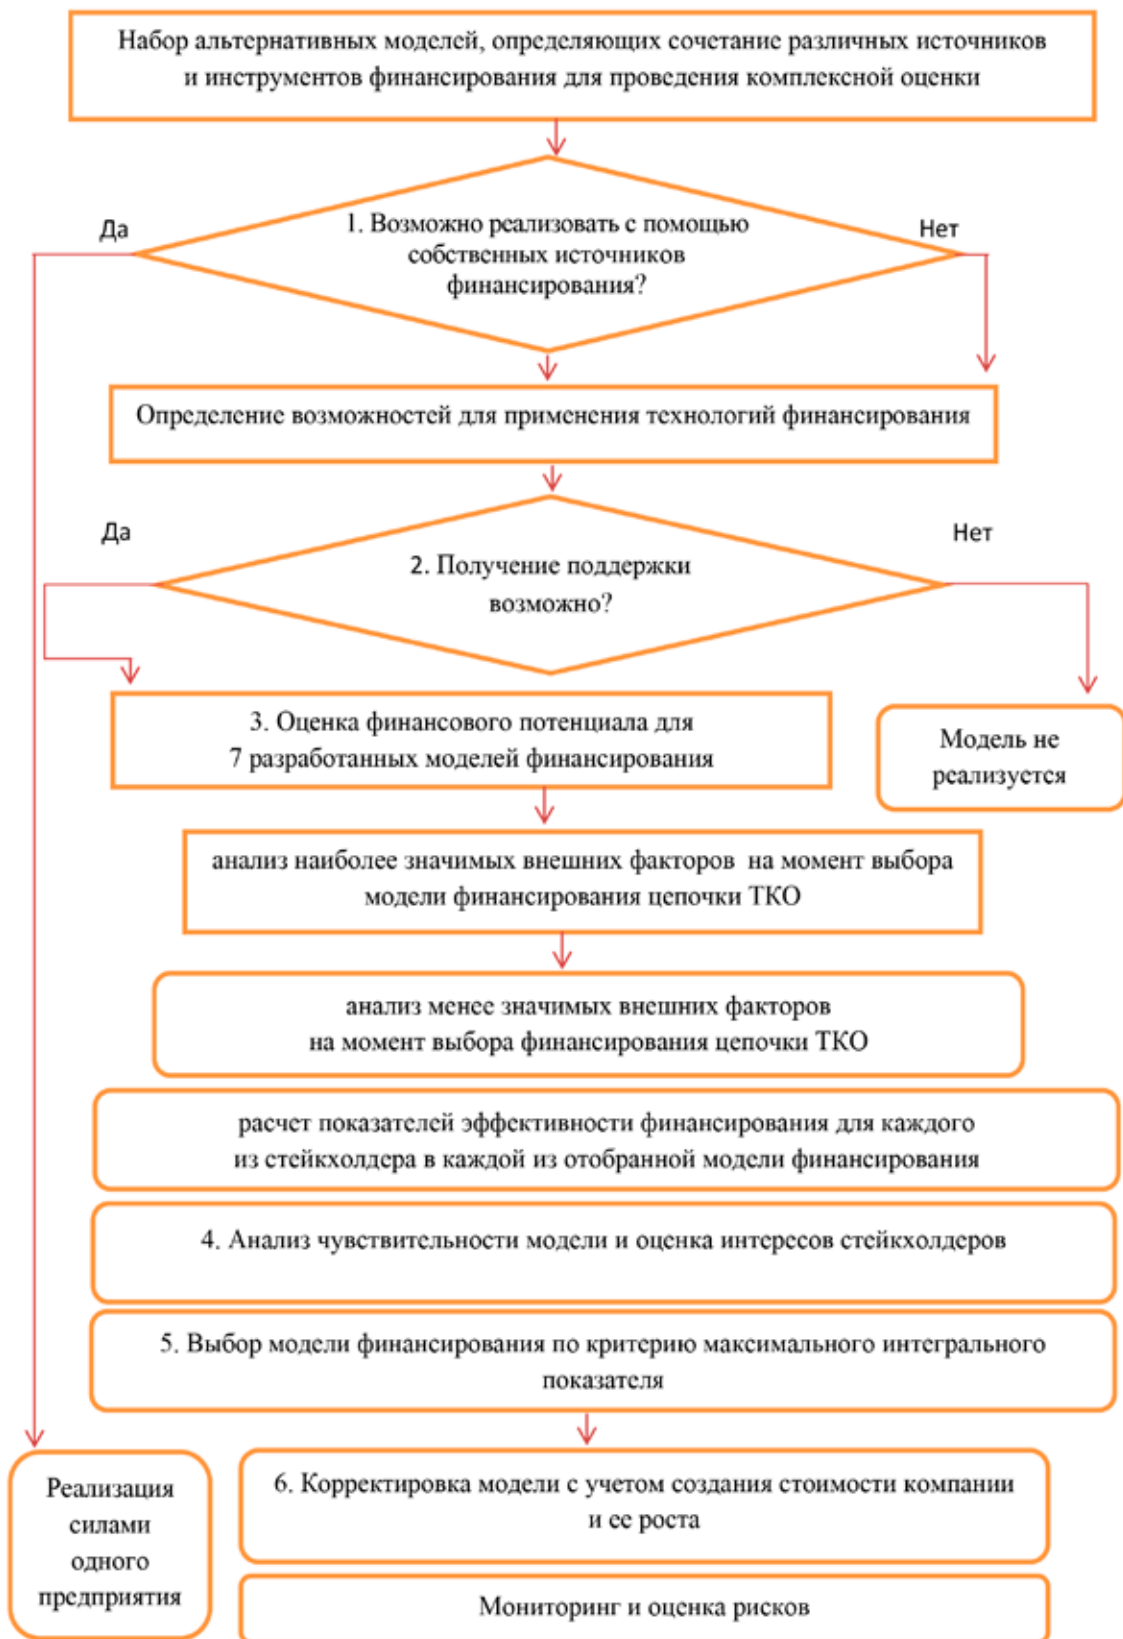 Набор альтернативных моделей, определяющих сочетание различных источников
и инструментов финансирования для проведения комплексной оценки
Да
1. Возможно реализовать с помощью
собственных источников
финансирования?
Нет
Определение возможностей для применения технологий финансирования
Да
2. Получение поддержки
возможно?
Нет
3. Оценка финансового потенциала для
7 разработанных моделей финансирования
Модель не
реализуется
анализ наиболее значимых внешних факторов на момент выбора
модели финансирования цепочки ТКО
анализ менее значимых внешних факторов
на момент выбора финансирования цепочки ТКО
расчет показателей эффективности финансирования для каждого
из стейкхолдера в каждой из отобранной модели финансирования
4. Анализ чувствительности модели и оценка интересов стейкхолдеров
5. Выбор модели финансирования по критерию максимального интегрального
показателя
Реализация
силами
одного
предприятия
6. Корректировка модели с учетом создания стоимости компании
и ее роста
Мониторинг и оценка рисков